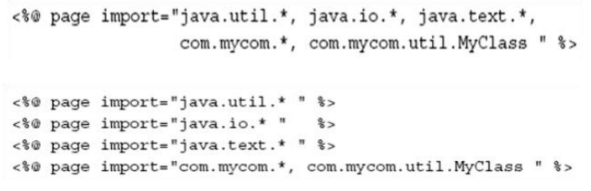 <%@ page import="java.util.*, java.io.*, java.text.*,
com.mycom.*, com.mycom.util.MyClass " %>
<%@ page import="java.util.* " %>
<%@ page import="java.io.* " %>
<%@ page import="java.text.* " %>
<%@ page import="com.mycom.*, com.mycom.util.MyClass " %>